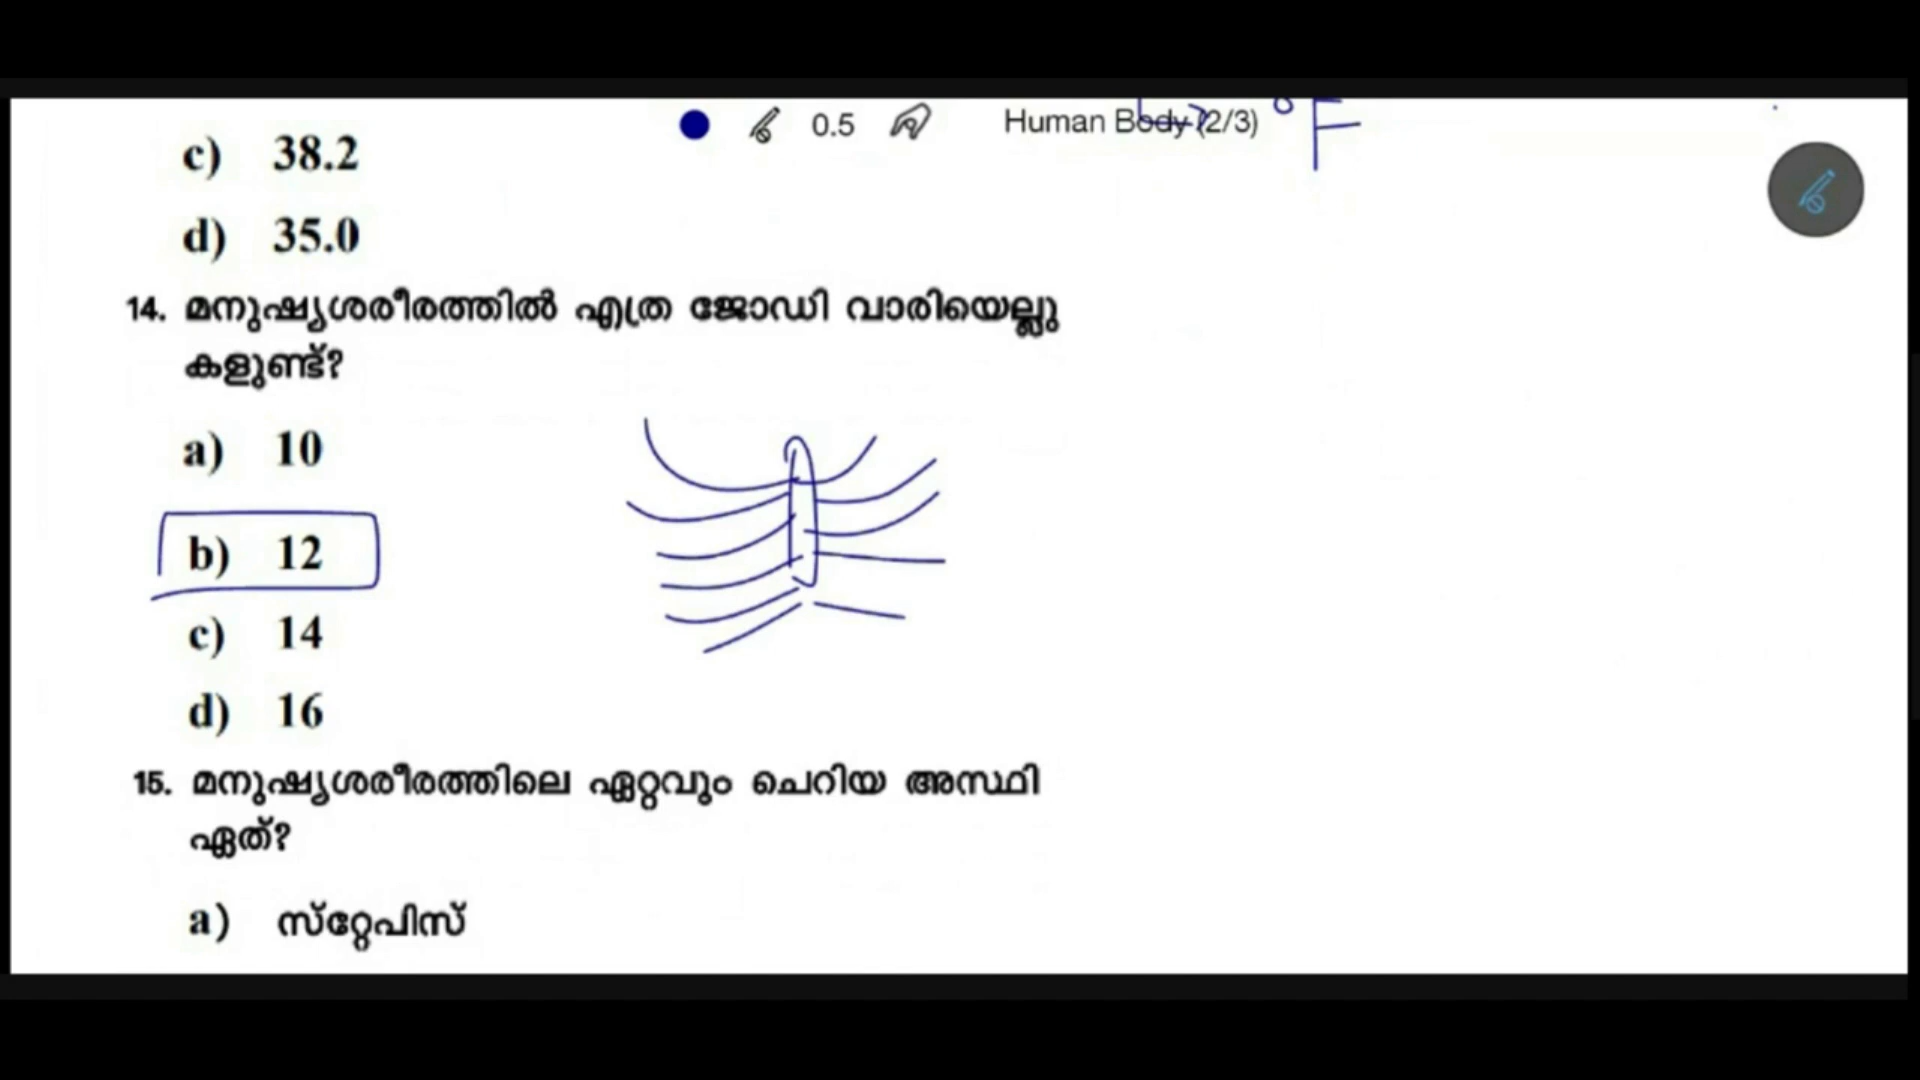 0.5 Human Body (2/3) °F
c) 38.2
d) 35.0
14. മനുഷ്യശരീരത്തിൽ എത്ര ജോഡി വാരിയെല്ലു
കളുണ്ട്?
a) 10
b) 12
c) 14
d) 16
15. മനുഷ്യശരീരത്തിലെ ഏറ്റവും ചെറിയ അസ്ഥി
ഏത്?
a) സ്റ്റേപിസ്